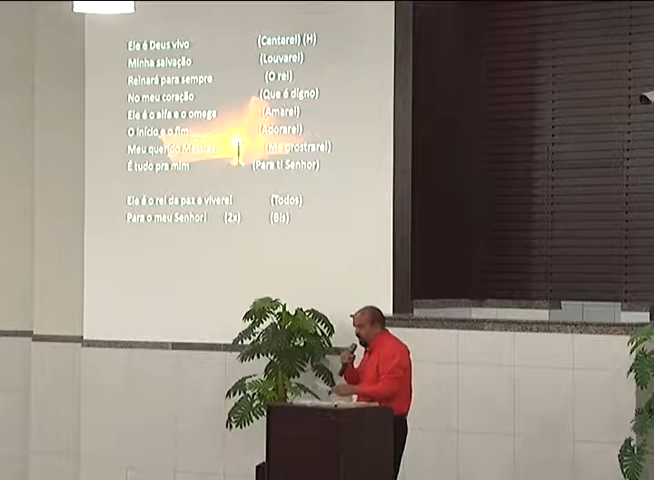 Ele é Deus vivo (Cantarei) (H)
Minha salvação (Louvarei)
Reinará para sempre (O rei)
No meu coração (Que é digno)
Ele é o alfa e o omega (Amarei)
O Início e o fim (Adorarei)
Meu querido Messias (Me prostrarei)
É tudo pra mim (Para ti Senhor)
Ele é o rei da paz e viverei (Todos)
Para o meu Senhor! (2x) (Bis)